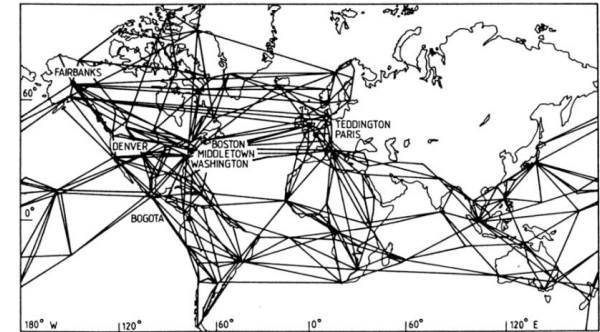 FAIRBANKS
60°
TEDDINGTON
PARIS
DENVER
BOSTON
MIDDLETOWN
WASHINGTON
0°
BOGOTA
180° W
120°
60°
0°
60°
120° E